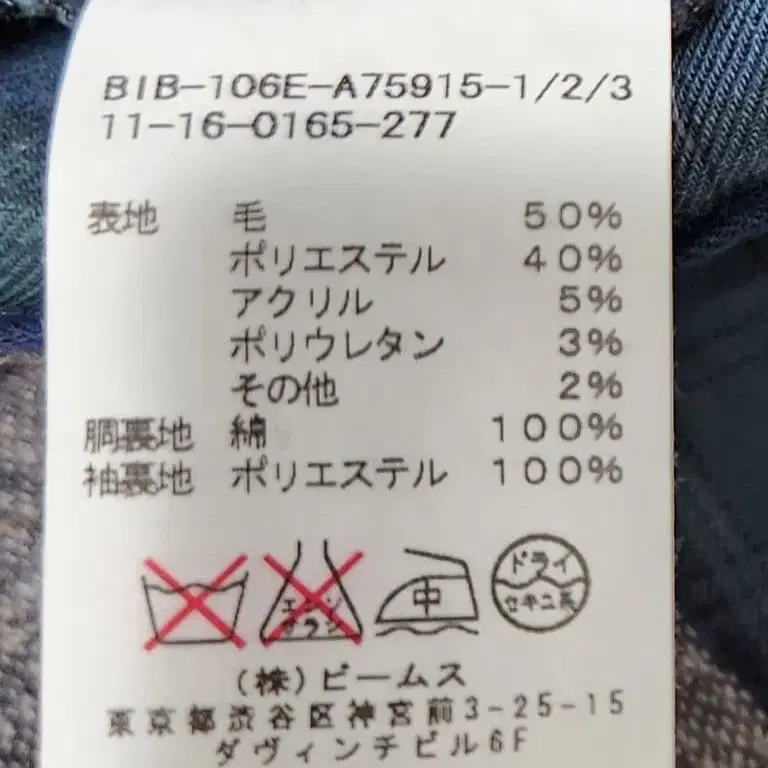 BIB-106E-A75915-1/2/3
11-16-0165-277
表地 毛 50%
ポリエステル 40%
アクリル 5%
ポリウレタン 3%
その他 2%
胴裏地 綿 100%
袖裏地 ポリエステル 100%
エンソ サラシ 中 ドライ セキユ系
(株)ビームス
東京都渋谷区神宮前3-25-15
ダヴィンチビル6F